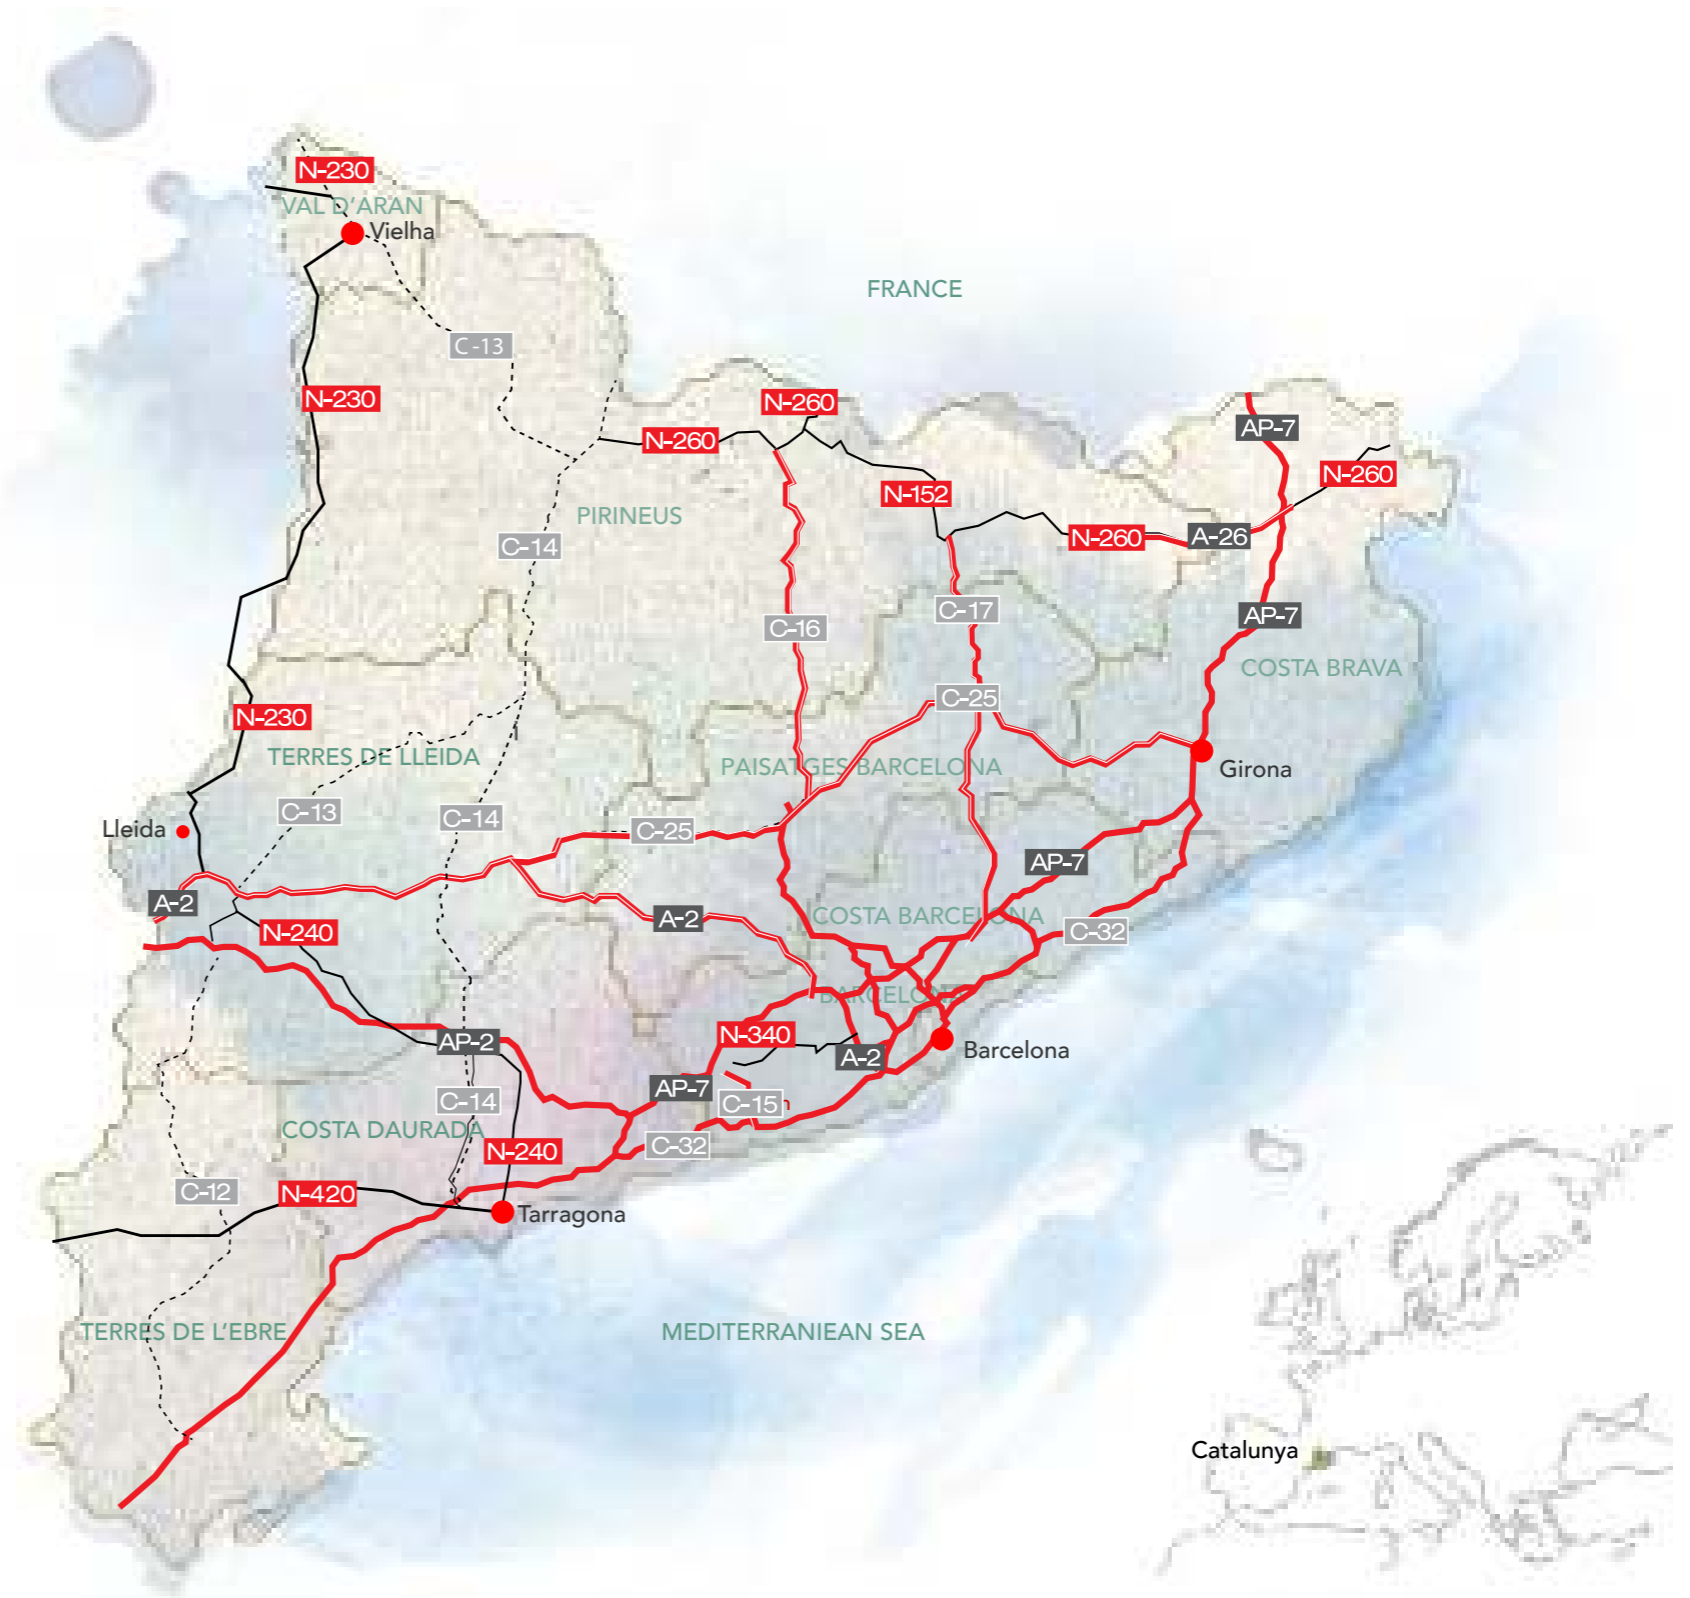 N-230
VAL D'ARAN
Vielha
FRANCE
C-13
N-230
N-260
AP-7
N-260
N-260
N-152
PIRINEUS
N-260
A-26
C-14
C-17
AP-7
C-16
COSTA BRAVA
C-25
N-230
TERRES DE LLEIDA
PAISATGES BARCELONA
Girona
C-13
C-14
Lleida
C-25
AP-7
A-2
A-2
COSTA BARCELONA
N-240
C-32
BARCELONA
N-340
AP-2
A-2
Barcelona
AP-7
C-14
C-15
COSTA DAURADA
N-240
C-32
C-12
N-420
Tarragona
TERRES DE L'EBRE
MEDITERRANIEAN SEA
Catalunya